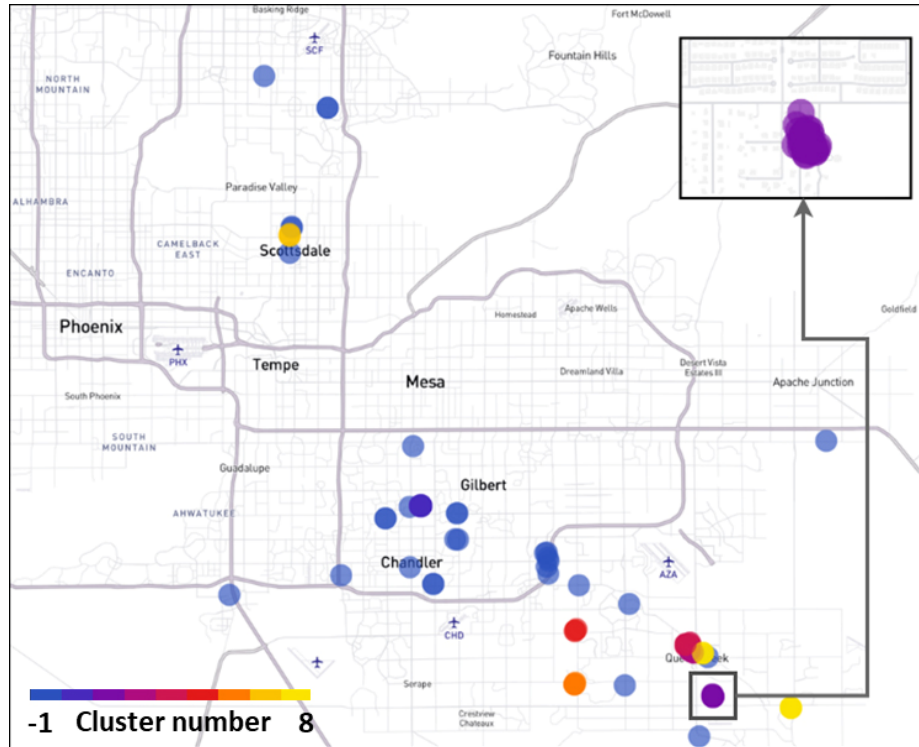 Basking Ridge
SCF
Fort McDowell
Fountain Hills
NORTH
MOUNTAIN
Paradise Valley
ALHAMBRA
CAMELBACK
EAST
Scottsdale
ENCANTO
Goldfield
Homestead
Apache Wells
Phoenix
PHX
Tempe
Mesa
Dreamland Villa
Desert Vista
Estates III
Apache Junction
South Phoenix
SOUTH
MOUNTAIN
Guadalupe
Gilbert
AHWATUKEE
Chandler
AZA
CHD
Serape
Crestview
Chateaux
-1 Cluster number 8